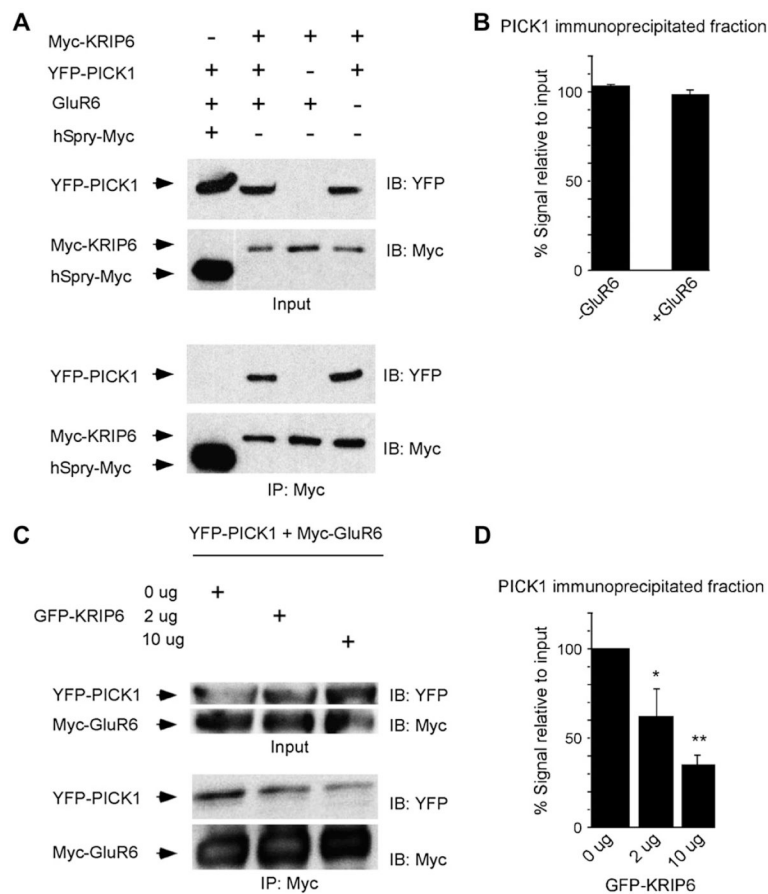 A
Myc-KRIP6 - + + +
YFP-PICK1 + + - +
GluR6 + + + -
hSpry-Myc + - - -
YFP-PICK1 IB: YFP
Myc-KRIP6 IB: Myc
hSpry-Myc
Input
YFP-PICK1 IB: YFP
Myc-KRIP6 IB: Myc
hSpry-Myc
IP: Myc
B
PICK1 immunoprecipitated fraction
% Signal relative to input
100
50
0
-GluR6 +GluR6
C
YFP-PICK1 + Myc-GluR6
0 ug +
GFP-KRIP6 2 ug +
10 ug +
YFP-PICK1 IB: YFP
Myc-GluR6 IB: Myc
Input
YFP-PICK1 IB: YFP
Myc-GluR6 IB: Myc
IP: Myc
D
PICK1 immunoprecipitated fraction
% Signal relative to input
100
50
0
*
**
0 ug 2 ug 10 ug
GFP-KRIP6